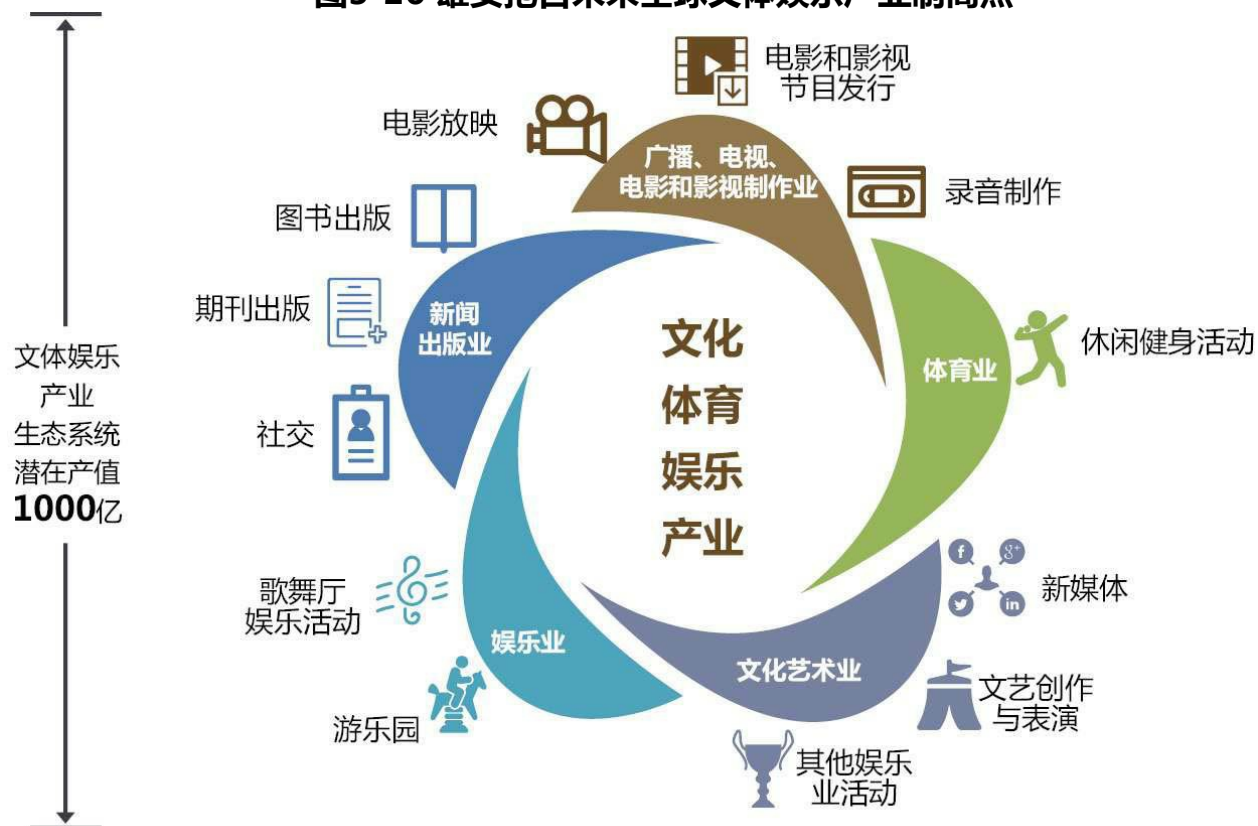 电影和影视
节目发行
电影放映
广播、电视、
电影和影视制作业
录音制作
图书出版
期刊出版
新闻
出版业
文化
体育
娱乐
产业
体育业
休闲健身活动
社交
文体娱乐
产业
生态系统
潜在产值
1000亿
歌舞厅
娱乐活动
娱乐业
游乐园
文化艺术业
新媒体
文艺创作
与表演
其他娱乐
业活动